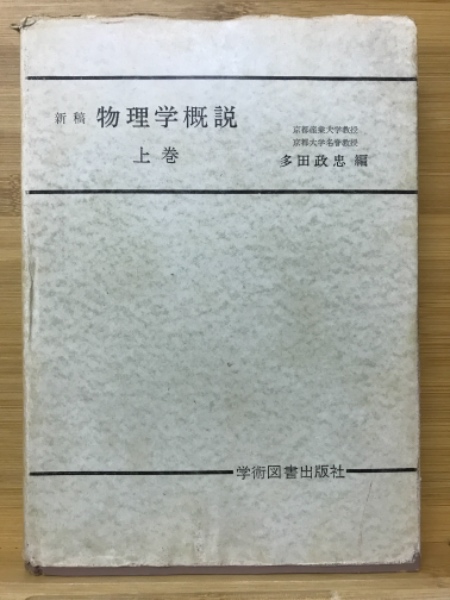 新稿 物理学概説
上巻
京都産業大学教授
京都大学名誉教授
多田政忠 編
学術図書出版社